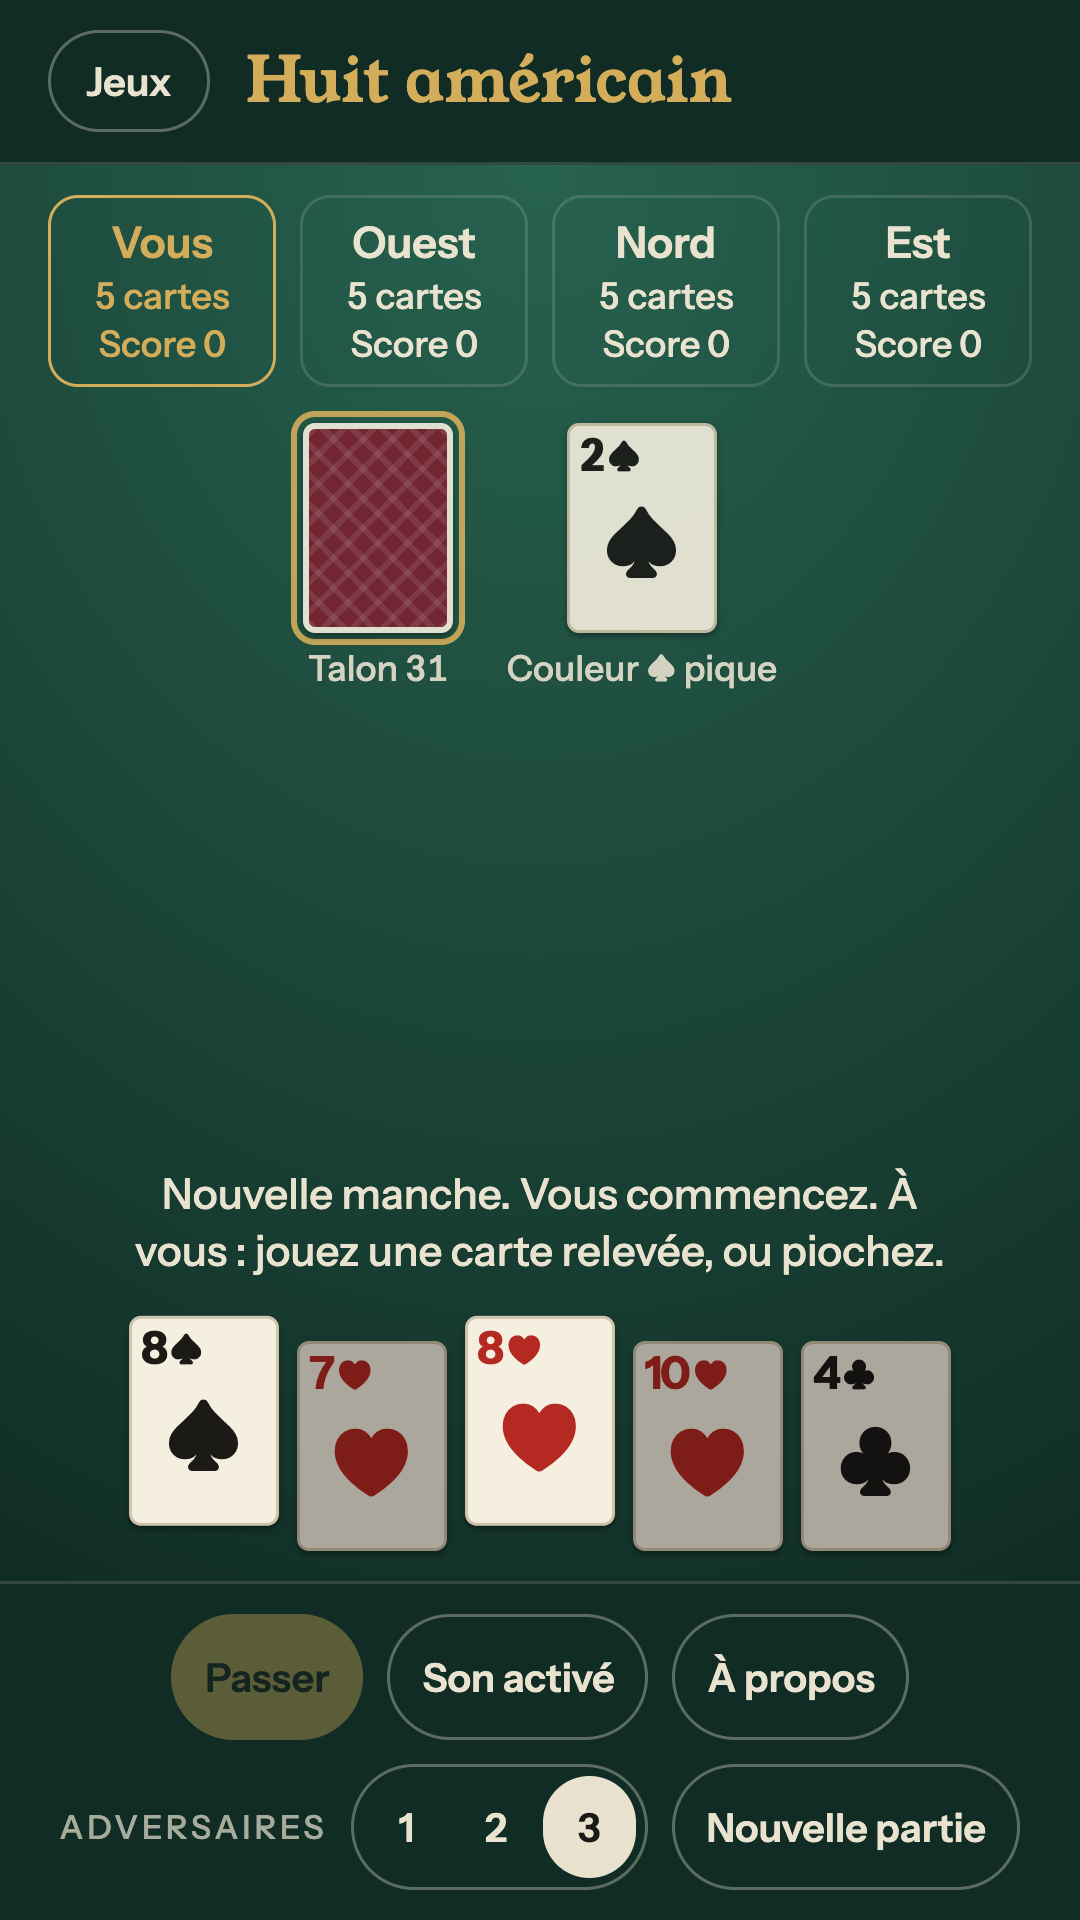 Jeux
Huit américain
Vous
5 cartes
Score 0
Ouest
5 cartes
Score 0
Nord
5 cartes
Score 0
Est
5 cartes
Score 0
2♠
Talon 31
Couleur ♠ pique
Nouvelle manche. Vous commencez. À
vous : jouez une carte relevée, ou piochez.
8♠
7♥
8♥
10♥
4♣
Passer
Son activé
À propos
ADVERSAIRES
1
2
3
Nouvelle partie